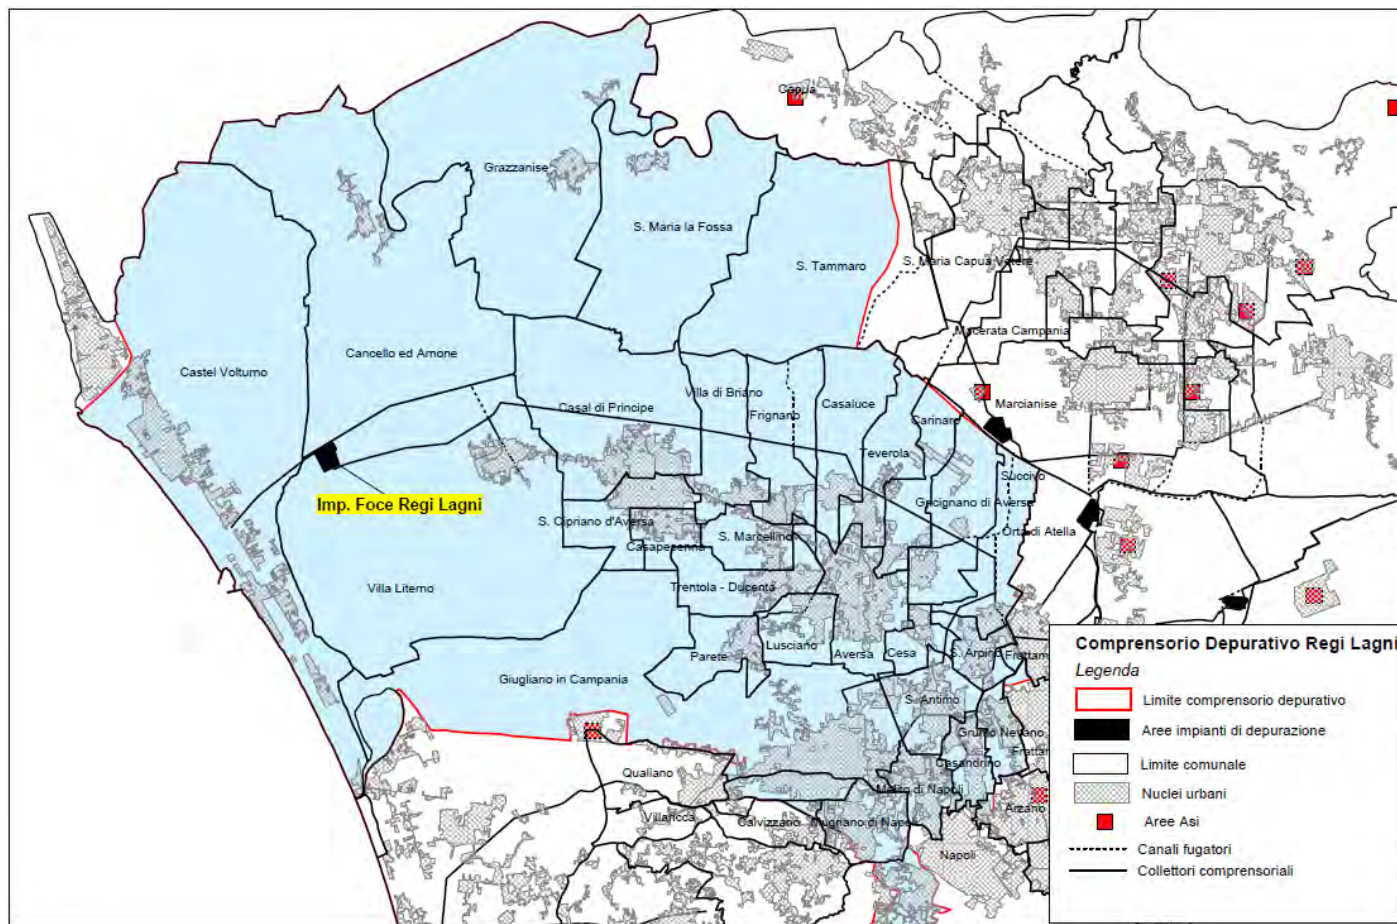 Capua
Grazzanise
S. Maria la Fossa
S. Tammaro
S. Maria Capua Vetere
Macerata Campania
Cancello ed Arnone
Castel Volturno
Villa di Briano
Casal di Principe
Frignano
Casaluce
Marcianise
Carinaro
Teverola
Succivo
Imp. Foce Regi Lagni
Gricignano di Aversa
S. Cipriano d'Aversa
Orta di Atella
S. Marcellino
Casapesenna
Villa Literno
Trentola - Ducenta
Lusciano
Aversa
Cesa
S. Arpino
Frattam
Parete
Giugliano in Campania
S. Antimo
Grumo Nevano
Frattam
Casandrino
Qualiano
Melito di Napoli
Arzano
Villaricca
Calvizzano
Mugnano di Napoli
Napoli
Comprensorio Depurativo Regi Lagni
Legenda
Limite comprensorio depurativo
Aree impianti di depurazione
Limite comunale
Nuclei urbani
Aree Asi
Canali fugatori
Collettori comprensoriali